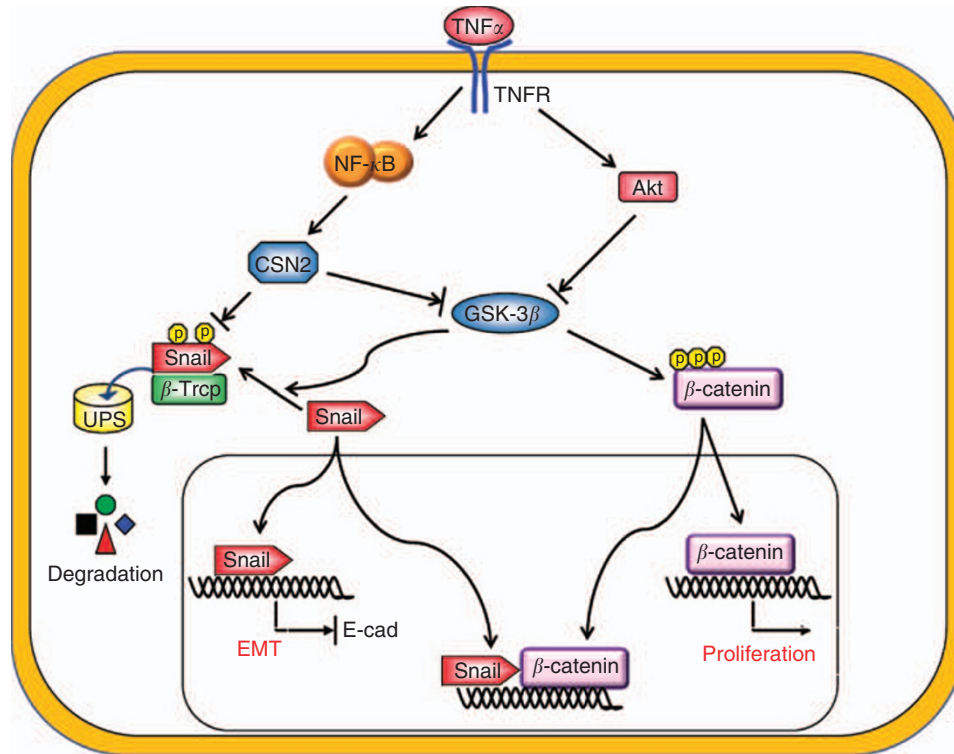 TNFα
TNFR
NF-κB
Akt
CSN2
GSK-3β
P P
Snail
β-Trcp
P P P
β-catenin
UPS
Snail
Degradation
Snail
E-cad
EMT
β-catenin
Proliferation
Snail
β-catenin